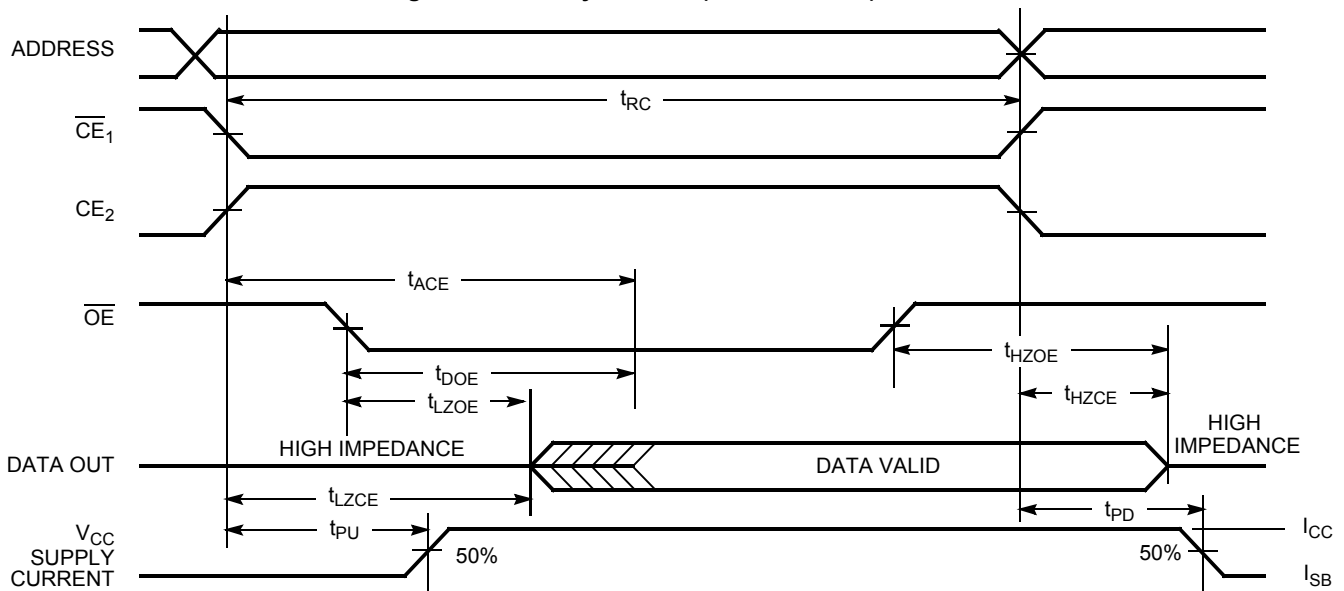 ADDRESS
tRC
CE1
CE2
tACE
OE
tHZOE
tDOE
tLZOE
tHZCE
HIGH IMPEDANCE
HIGH
IMPEDANCE
DATA OUT
DATA VALID
tLZCE
tPD
VCC
SUPPLY
CURRENT
tPU
50%
50%
ICC
ISB